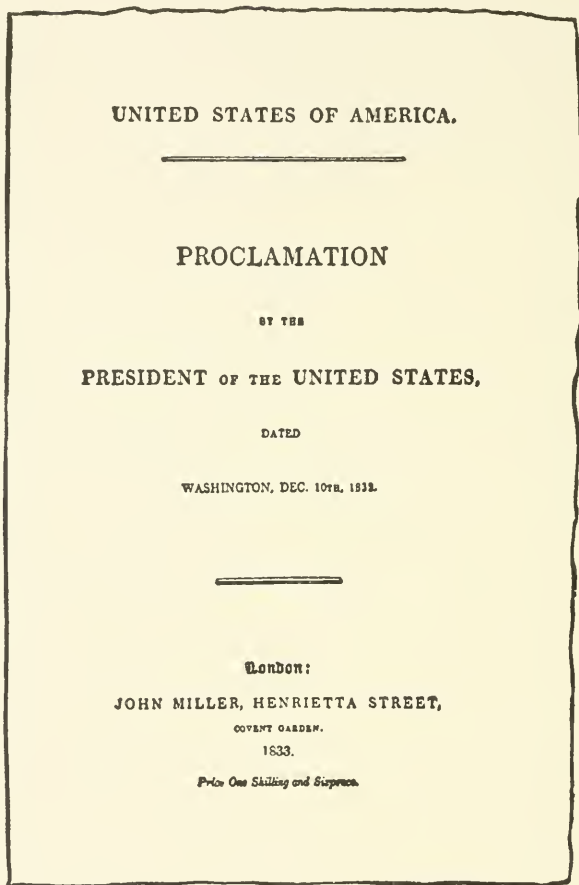 UNITED STATES OF AMERICA.
PROCLAMATION
BY THE
PRESIDENT OF THE UNITED STATES,
DATED
WASHINGTON, DEC. 10TH, 1832.
London:
JOHN MILLER, HENRIETTA STREET,
COVENT GARDEN.
1833.
Price One Shilling and Sixpence.